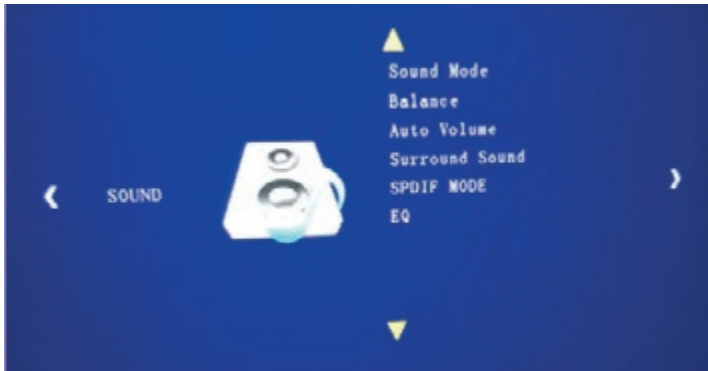 Sound Mode
Balance
Auto Volume
Surround Sound
SPDIF MODE
EQ
SOUND